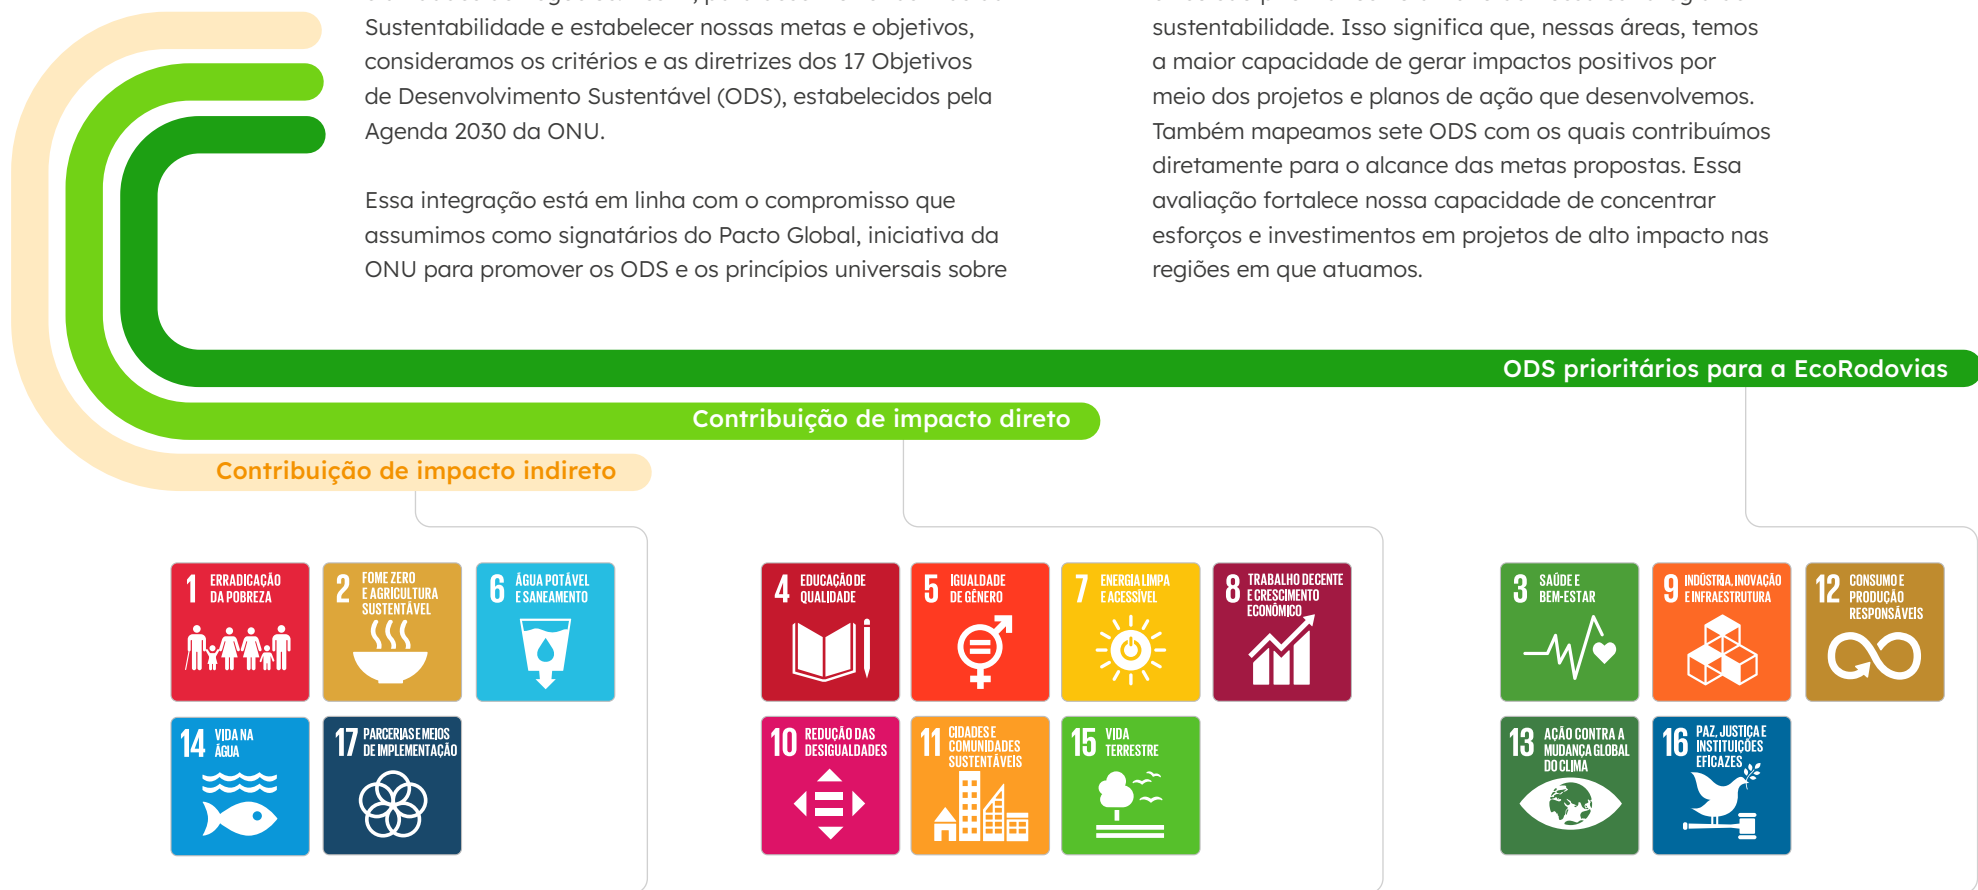 Sustentabilidade e estabelecer nossas metas e objetivos,
consideramos os critérios e as diretrizes dos 17 Objetivos
de Desenvolvimento Sustentável (ODS), estabelecidos pela
Agenda 2030 da ONU.
Essa integração está em linha com o compromisso que
assumimos como signatários do Pacto Global, iniciativa da
ONU para promover os ODS e os princípios universais sobre
sustentabilidade. Isso significa que, nessas áreas, temos
a maior capacidade de gerar impactos positivos por
meio dos projetos e planos de ação que desenvolvemos.
Também mapeamos sete ODS com os quais contribuímos
diretamente para o alcance das metas propostas. Essa
avaliação fortalece nossa capacidade de concentrar
esforços e investimentos em projetos de alto impacto nas
regiões em que atuamos.
ODS prioritários para a EcoRodovias
Contribuição de impacto direto
Contribuição de impacto indireto
1 ERRADICAÇÃO
DA POBREZA
2 FOME ZERO
E AGRICULTURA
SUSTENTÁVEL
6 ÁGUA POTÁVEL
E SANEAMENTO
14 VIDA NA
ÁGUA
17 PARCERIAS E MEIOS
DE IMPLEMENTAÇÃO
4 EDUCAÇÃO DE
QUALIDADE
5 IGUALDADE
DE GÊNERO
7 ENERGIA LIMPA
E ACESSÍVEL
8 TRABALHO DECENTE
E CRESCIMENTO
ECONÔMICO
10 REDUÇÃO DAS
DESIGUALDADES
11 CIDADES E
COMUNIDADES
SUSTENTÁVEIS
15 VIDA
TERRESTRE
3 SAÚDE E
BEM-ESTAR
9 INDÚSTRIA, INOVAÇÃO
E INFRAESTRUTURA
12 CONSUMO E
PRODUÇÃO
RESPONSÁVEIS
13 AÇÃO CONTRA A
MUDANÇA GLOBAL
DO CLIMA
16 PAZ, JUSTIÇA E
INSTITUIÇÕES
EFICAZES